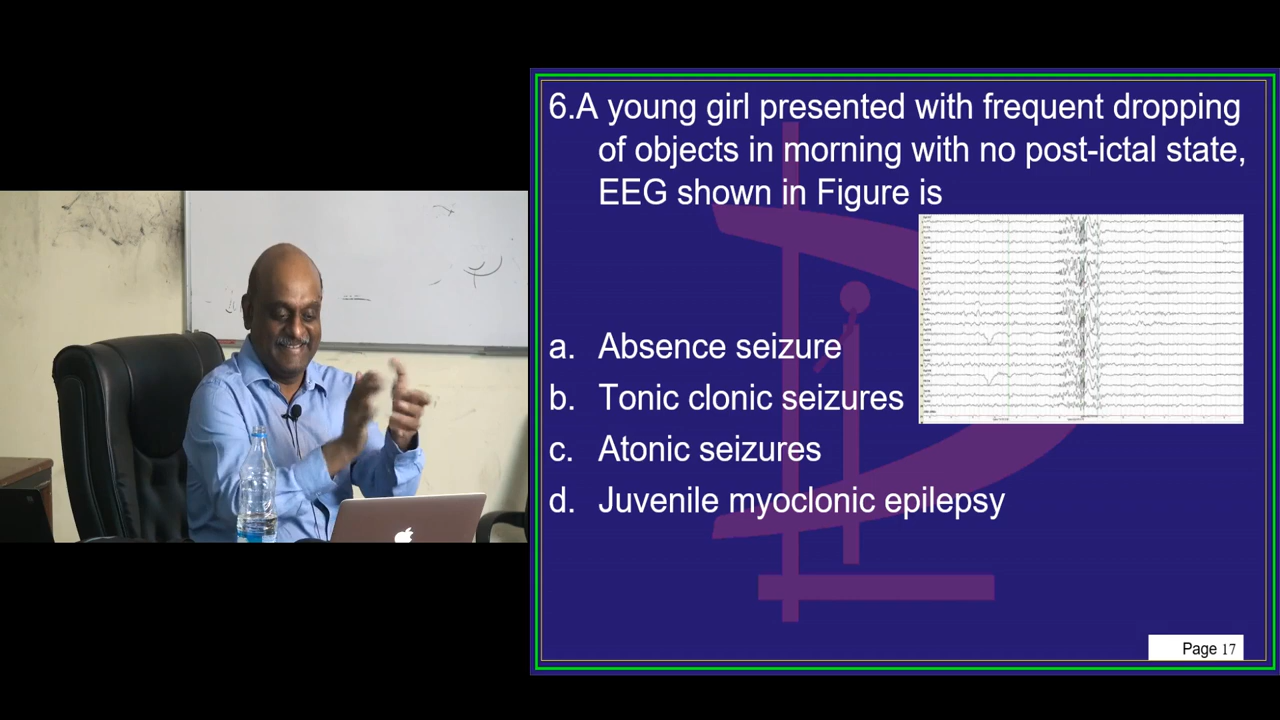 6.A young girl presented with frequent dropping
of objects in morning with no post-ictal state,
EEG shown in Figure is
a. Absence seizure
b. Tonic clonic seizures
c. Atonic seizures
d. Juvenile myoclonic epilepsy
Page 17